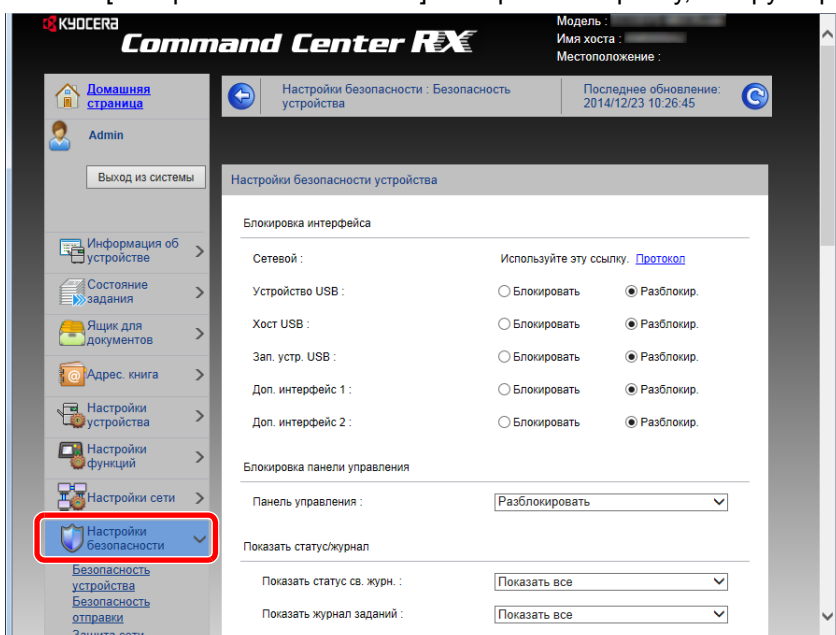 KYOCERA
Command Center RX
Модель :
Имя хоста :
Местоположение :
Домашняя
страница
Настройки безопасности : Безопасность
устройства
Последнее обновление:
2014/12/23 10:26:45
Admin
Выход из системы
Настройки безопасности устройства
Блокировка интерфейса
Информация об
устройстве
Сетевой :
Используйте эту ссылку. Протокол
Состояние
задания
Устройство USB :
Блокировать
Разблокир.
Ящик для
документов
Хост USB :
Блокировать
Разблокир.
Зап. устр. USB :
Блокировать
Разблокир.
Адрес. книга
Доп. интерфейс 1 :
Блокировать
Разблокир.
Настройки
устройства
Доп. интерфейс 2 :
Блокировать
Разблокир.
Настройки
функций
Блокировка панели управления
Настройки сети
Панель управления :
Разблокировать
Настройки
безопасности
Показать статус/журнал
Безопасность
устройства
Показать статус св. журн. :
Показать все
Безопасность
отправки
Показать журнал заданий :
Показать все
Защита сети